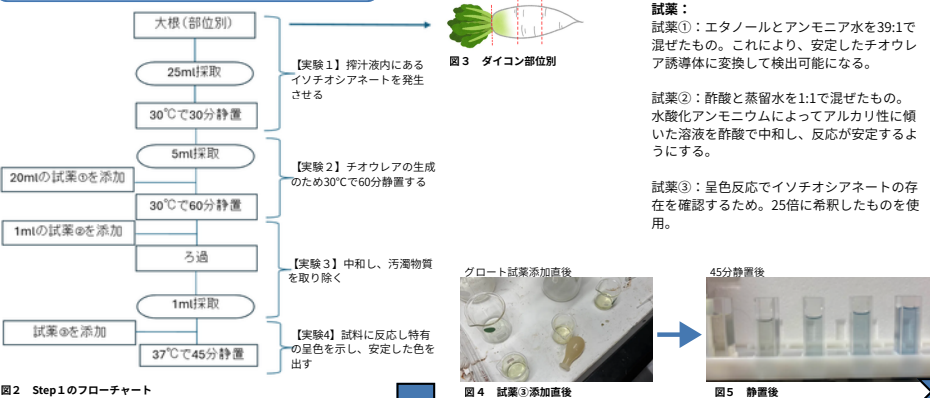 大根（部位別）
25ml採取
30℃で30分静置
5ml採取
20mlの試薬①を添加
30℃で60分静置
1mlの試薬②を添加
ろ過
1ml採取
試薬③を添加
37℃で45分静置
【実験１】搾汁液内にある
イソチオシアネートを発生
させる
【実験２】チオウレアの生成
のため30℃で60分静置する
【実験３】中和し、汚濁物質
を取り除く
【実験4】試料に反応し特有
の呈色を示し、安定した色を
出す
図２　Step１のフローチャート
図３　ダイコン部位別
試薬：
試薬①：エタノールとアンモニア水を39:1で
混ぜたもの。これにより、安定したチオウレ
ア誘導体に変換して検出可能になる。
試薬②：酢酸と蒸留水を1:1で混ぜたもの。
水酸化アンモニウムによってアルカリ性に傾
いた溶液を酢酸で中和し、反応が安定するよ
うにする。
試薬③：呈色反応でイソチオシアネートの存
在を確認するため。25倍に希釈したものを使
用。
グロート試薬添加直後
図４　試薬③添加直後
45分静置後
図5　静置後